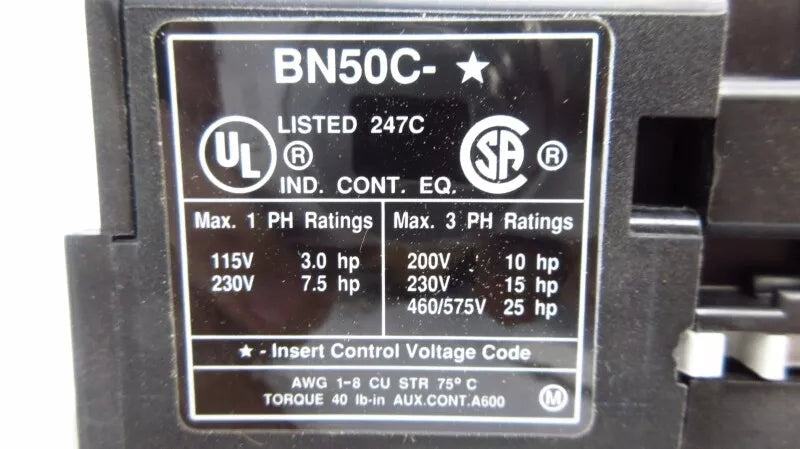 BN50C- ★
LISTED 247C
UL ® SA ®
IND. CONT. EQ.
Max. 1 PH Ratings
115V 3.0 hp
230V 7.5 hp
Max. 3 PH Ratings
200V 10 hp
230V 15 hp
460/575V 25 hp
★ - Insert Control Voltage Code
AWG 1-8 CU STR 75° C
TORQUE 40 lb-in AUX.CONT.A600 M